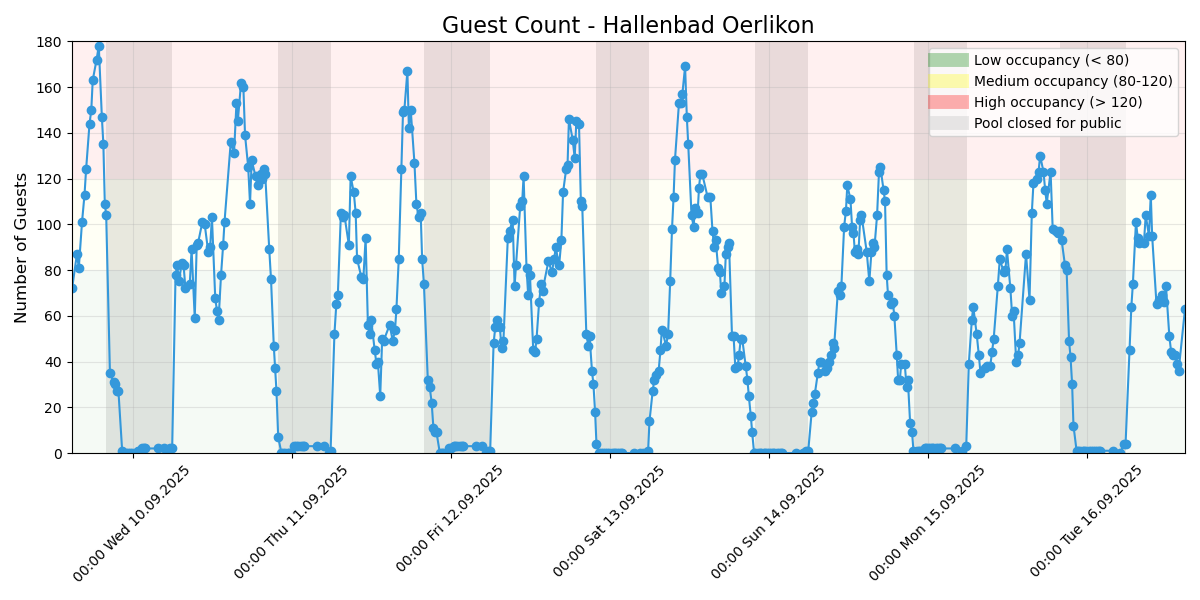 Guest Count - Hallenbad Oerlikon
Number of Guests
180
160
140
120
100
80
60
40
20
0
Low occupancy (< 80)
Medium occupancy (80-120)
High occupancy (> 120)
Pool closed for public
00:00 Wed 10.09.2025
00:00 Thu 11.09.2025
00:00 Fri 12.09.2025
00:00 Sat 13.09.2025
00:00 Sun 14.09.2025
00:00 Mon 15.09.2025
00:00 Tue 16.09.2025